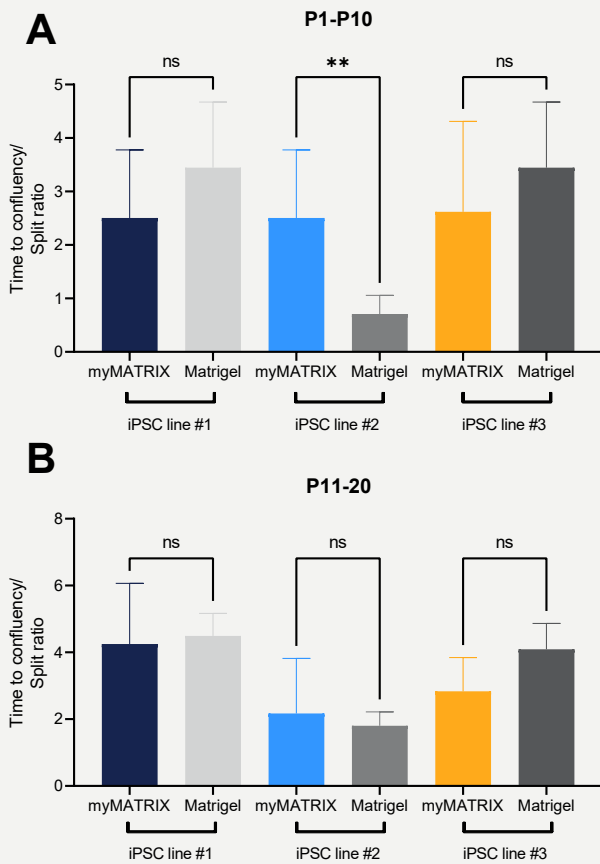 A
P1-P10
ns
**
ns
Time to confluency/
Split ratio
5
4
3
2
1
0
myMATRIX Matrigel myMATRIX Matrigel myMATRIX Matrigel
iPSC line #1 iPSC line #2 iPSC line #3
B
P11-20
ns
ns
ns
Time to confluency/
Split ratio
8
6
4
2
0
myMATRIX Matrigel myMATRIX Matrigel myMATRIX Matrigel
iPSC line #1 iPSC line #2 iPSC line #3